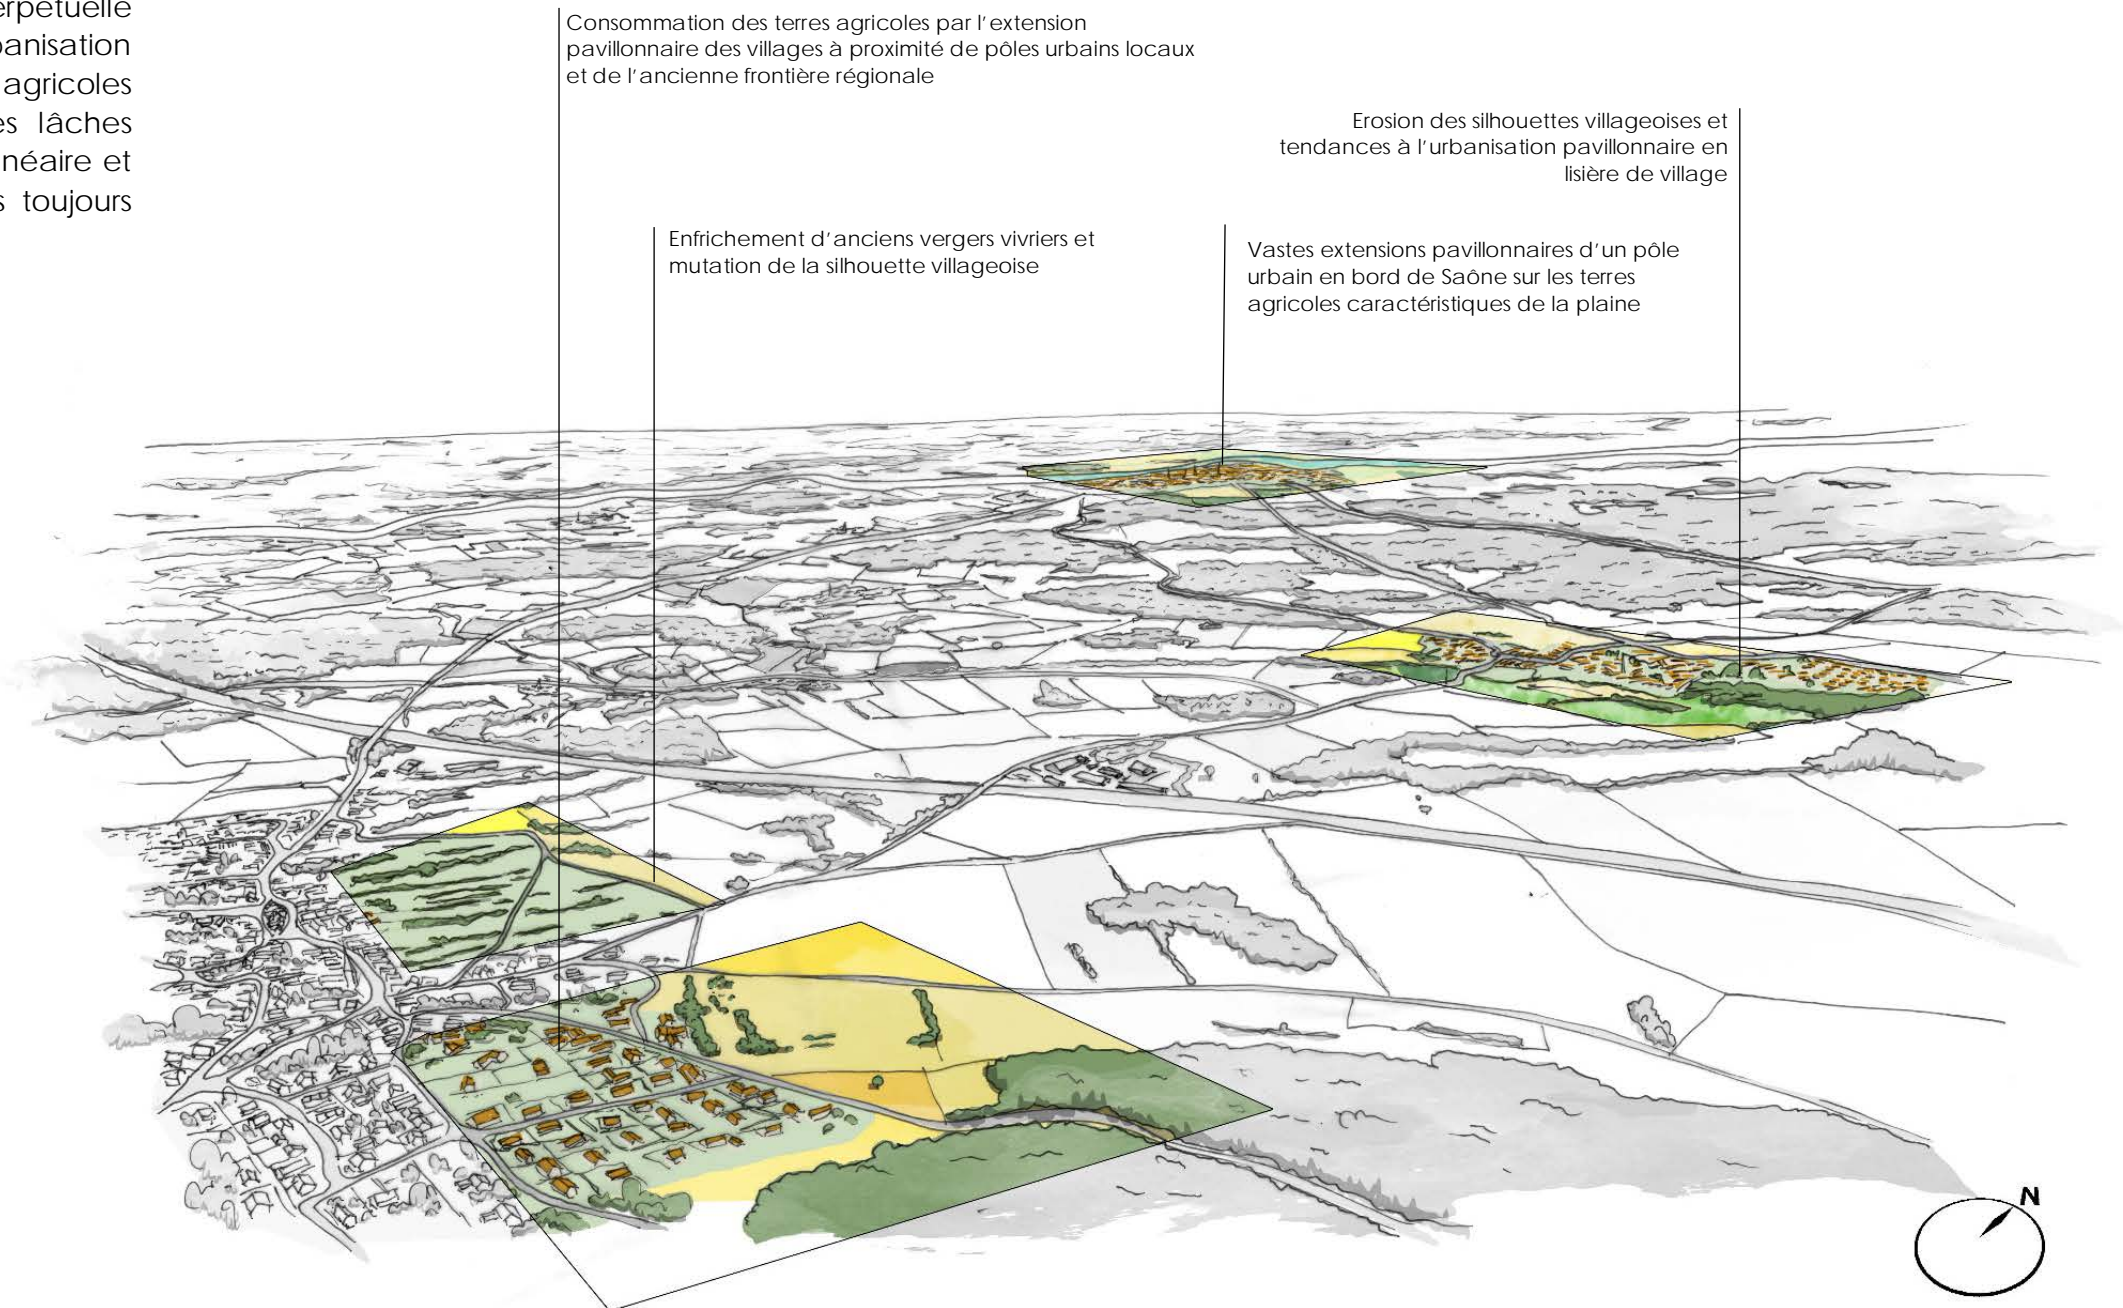 erpétuelle
banisation
agricoles
es lâches
néaire et
s toujours
Consommation des terres agricoles par l'extension
pavillonnaire des villages à proximité de pôles urbains locaux
et de l'ancienne frontière régionale
Erosion des silhouettes villageoises et
tendances à l'urbanisation pavillonnaire en
lisière de village
Enfrichement d'anciens vergers vivriers et
mutation de la silhouette villageoise
Vastes extensions pavillonnaires d'un pôle
urbain en bord de Saône sur les terres
agricoles caractéristiques de la plaine
N